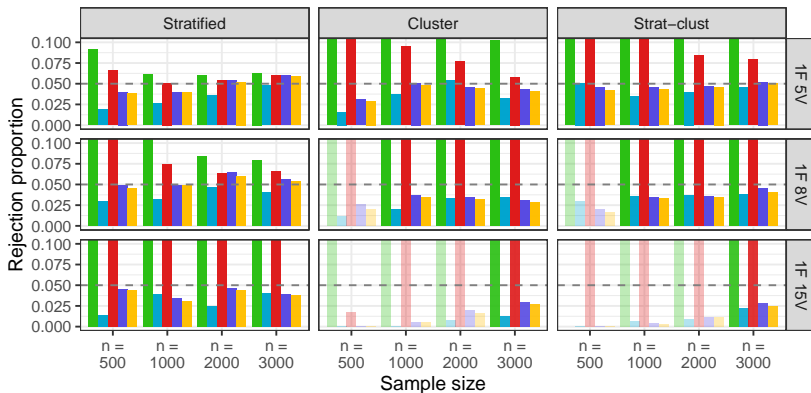 Stratified
Cluster
Strat−clust
Rejection proportion
0.100
0.075
0.050
0.025
0.000
1F 5V
0.100
0.075
0.050
0.025
0.000
1F 8V
0.100
0.075
0.050
0.025
0.000
1F 15V
n = 500
n = 1000
n = 2000
n = 3000
n = 500
n = 1000
n = 2000
n = 3000
n = 500
n = 1000
n = 2000
n = 3000
Sample size